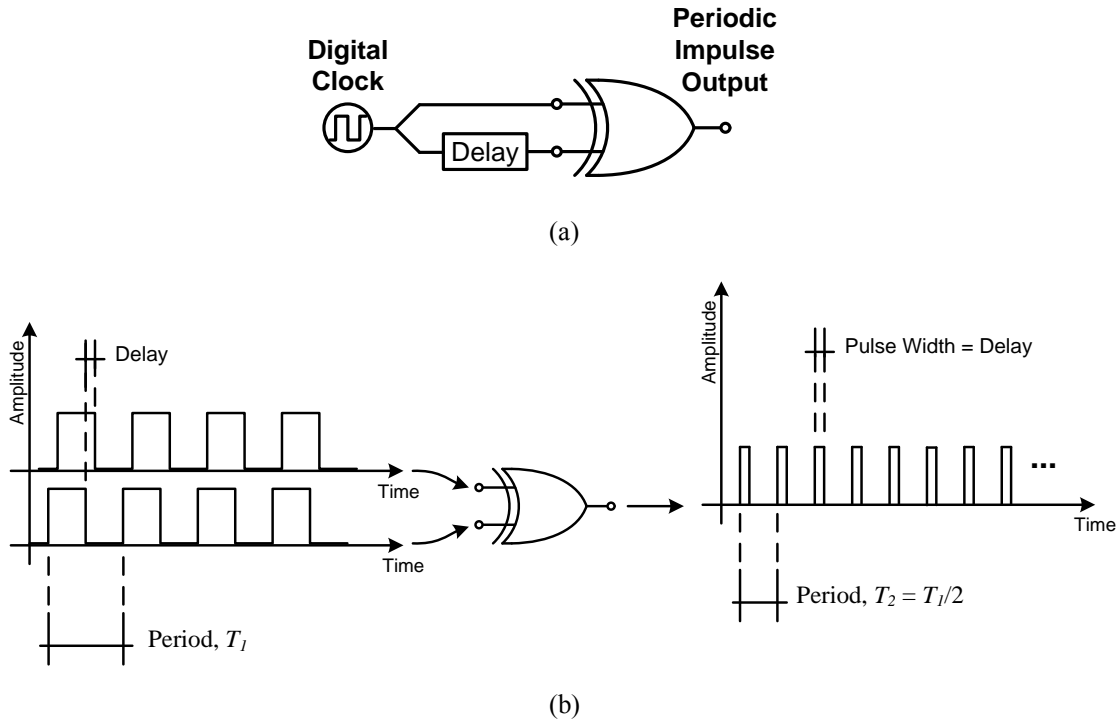 Digital
Clock
Periodic
Impulse
Output
Delay
(a)
Amplitude
Delay
Time
Time
Period, T1
Amplitude
Pulse Width = Delay
...
Time
Period, T2 = T1/2
(b)